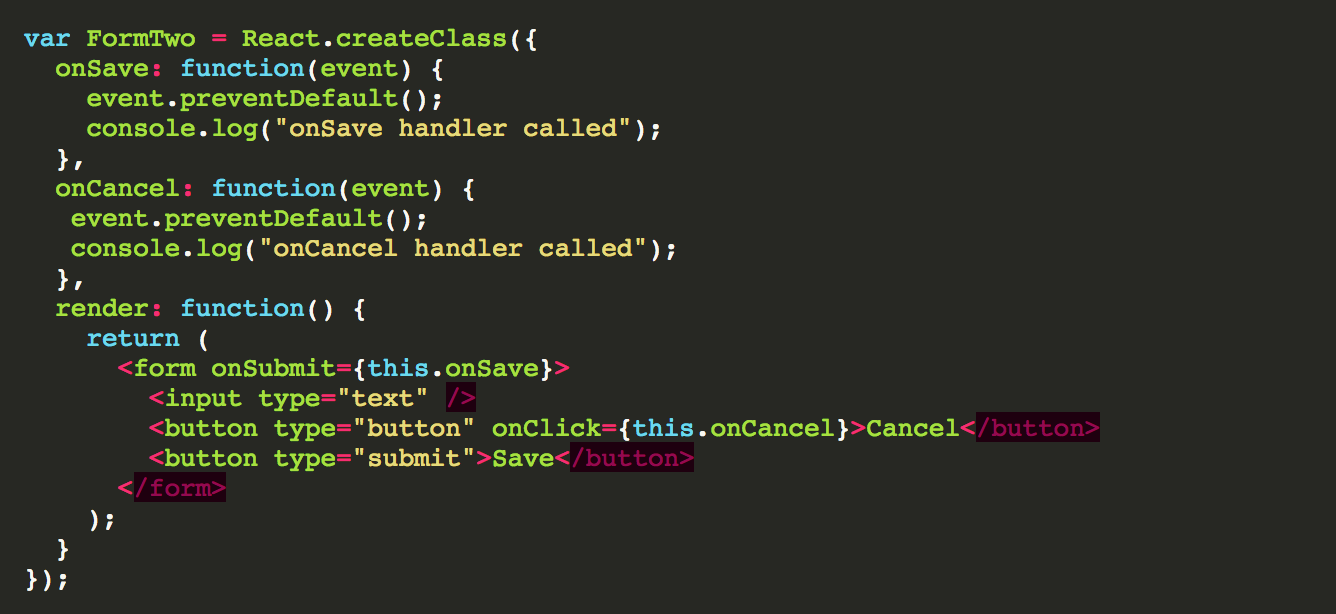 var FormTwo = React.createClass({
  onSave: function(event) {
    event.preventDefault();
    console.log("onSave handler called");
  },
  onCancel: function(event) {
   event.preventDefault();
   console.log("onCancel handler called");
  },
  render: function() {
    return (
      <form onSubmit={this.onSave}>
        <input type="text" />
        <button type="button" onClick={this.onCancel}>Cancel</button>
        <button type="submit">Save</button>
      </form>
    );
  }
});